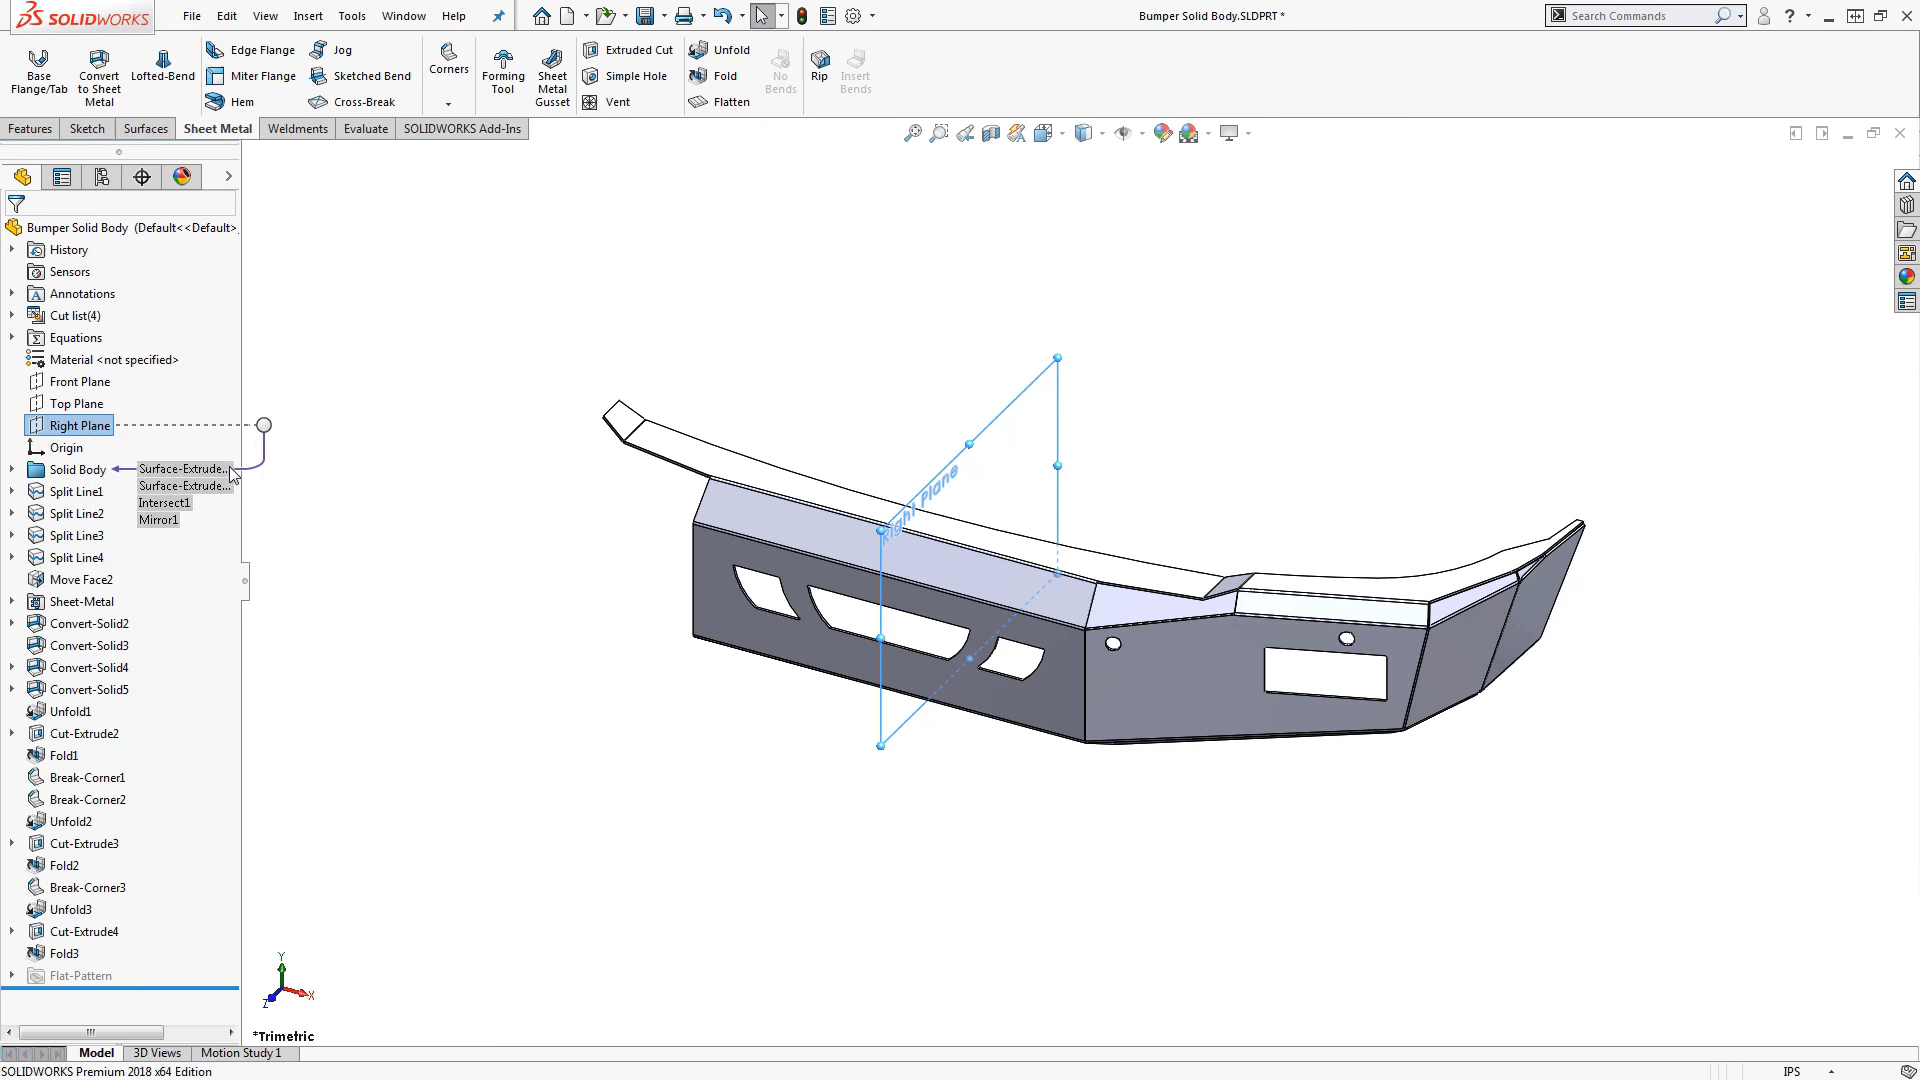 SOLIDWORKS
File Edit View Insert Tools Window Help
Bumper Solid Body.SLDPRT *
Search Commands
?
Base Flange/Tab
Convert to Sheet Metal
Lofted-Bend
Edge Flange
Miter Flange
Hem
Jog
Sketched Bend
Cross-Break
Corners
Forming Tool
Sheet Metal Gusset
Extruded Cut
Simple Hole
Vent
Unfold
Fold
Flatten
No Bends
Rip
Insert Bends
Features Sketch Surfaces Sheet Metal Weldments Evaluate SOLIDWORKS Add-Ins
Bumper Solid Body (Default<<Default>
History
Sensors
Annotations
Cut list(4)
Equations
Material <not specified>
Front Plane
Top Plane
Right Plane
Origin
Solid Body
Surface-Extrude...
Surface-Extrude...
Intersect1
Mirror1
Split Line1
Split Line2
Split Line3
Split Line4
Move Face2
Sheet-Metal
Convert-Solid2
Convert-Solid3
Convert-Solid4
Convert-Solid5
Unfold1
Cut-Extrude2
Fold1
Break-Corner1
Break-Corner2
Unfold2
Cut-Extrude3
Fold2
Break-Corner3
Unfold3
Cut-Extrude4
Fold3
Flat-Pattern
Right Plane
Y
X
Z
*Trimetric
Model 3D Views Motion Study 1
SOLIDWORKS Premium 2018 x64 Edition
IPS